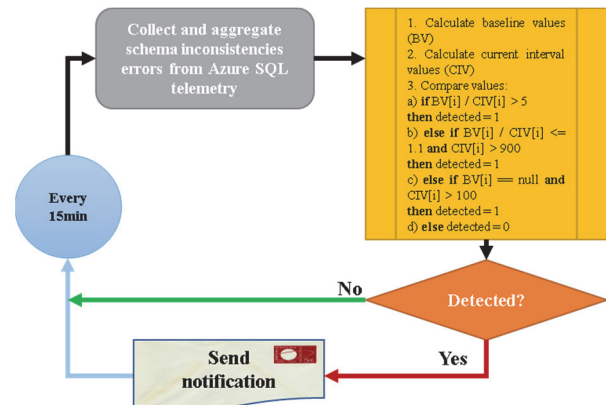 Collect and aggregate
schema inconsistencies
errors from Azure SQL
telemetry
1. Calculate baseline values
(BV)
2. Calculate current interval
values (CIV)
3. Compare values:
a) if BV[i] / CIV[i] > 5
then detected = 1
b) else if BV[i] / CIV[i] <=
1.1 and CIV[i] > 900
then detected = 1
c) else if BV[i] == null and
CIV[i] > 100
then detected = 1
d) else detected = 0
Every
15min
No
Detected?
Yes
Send
notification